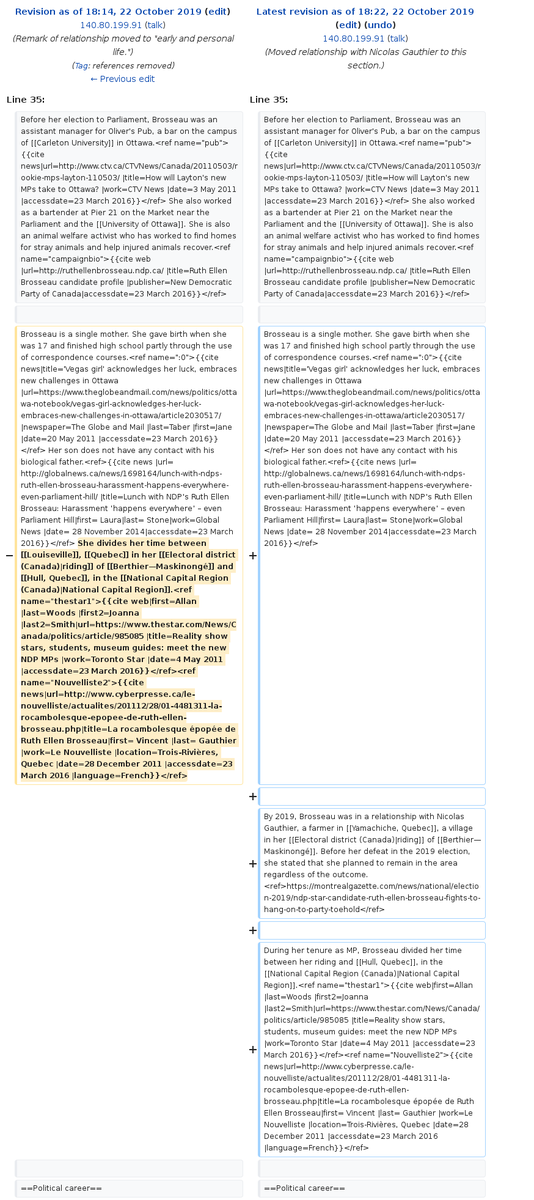 Revision as of 18:14, 22 October 2019 (edit)
140.80.199.91 (talk)
(Remark of relationship moved to "early and personal
life.")
(Tag: references removed)
← Previous edit
Latest revision as of 18:22, 22 October 2019
(edit) (undo)
140.80.199.91 (talk)
(Moved relationship with Nicolas Gauthier to this
section.)
Line 35:
Line 35:
Before her election to Parliament, Brosseau was an
assistant manager for Oliver's Pub, a bar on the campus
of [[Carleton University]] in Ottawa.<ref name="pub">
{{cite
news|url=http://www.ctv.ca/CTVNews/Canada/20110503/r
ookie-mps-layton-110503/ |title=How will Layton's new
MPs take to Ottawa? |work=CTV News |date=3 May 2011
|accessdate=23 March 2016}}</ref> She also worked
as a bartender at Pier 21 on the Market near the
Parliament and the [[University of Ottawa]]. She is also
an animal welfare activist who has worked to find homes
for stray animals and help injured animals recover.<ref
name="campaignbio">{{cite web
|url=http://ruthellenbrosseau.ndp.ca/ |title=Ruth Ellen
Brosseau candidate profile |publisher=New Democratic
Party of Canada|accessdate=23 March 2016}}</ref>
Before her election to Parliament, Brosseau was an
assistant manager for Oliver's Pub, a bar on the campus
of [[Carleton University]] in Ottawa.<ref name="pub">
{{cite
news|url=http://www.ctv.ca/CTVNews/Canada/20110503/r
ookie-mps-layton-110503/ |title=How will Layton's new
MPs take to Ottawa? |work=CTV News |date=3 May 2011
|accessdate=23 March 2016}}</ref> She also worked
as a bartender at Pier 21 on the Market near the
Parliament and the [[University of Ottawa]]. She is also
an animal welfare activist who has worked to find homes
for stray animals and help injured animals recover.<ref
name="campaignbio">{{cite web
|url=http://ruthellenbrosseau.ndp.ca/ |title=Ruth Ellen
Brosseau candidate profile |publisher=New Democratic
Party of Canada|accessdate=23 March 2016}}</ref>
−
Brosseau is a single mother. She gave birth when she
was 17 and finished high school partly through the use
of correspondence courses.<ref name=":0">{{cite
news|title='Vegas girl' acknowledges her luck, embraces
new challenges in Ottawa
|url=https://www.theglobeandmail.com/news/politics/otta
wa-notebook/vegas-girl-acknowledges-her-luck-
embraces-new-challenges-in-ottawa/article2030517/
|newspaper=The Globe and Mail |last=Taber |first=Jane
|date=20 May 2011 |accessdate=23 March 2016}}
</ref> Her son does not have any contact with his
biological father.<ref>{{cite news |url=
http://globalnews.ca/news/1698164/lunch-with-ndps-
ruth-ellen-brosseau-harassment-happens-everywhere-
even-parliament-hill/ |title=Lunch with NDP's Ruth Ellen
Brosseau: Harassment 'happens everywhere' – even
Parliament Hill|first= Laura|last= Stone|work=Global
News |date= 28 November 2014|accessdate=23 March
2016}}</ref> She divides her time between
[[Louiseville]], [[Quebec]] in her [[Electoral district
(Canada)|riding]] of [[Berthier—Maskinongé]] and
[[Hull, Quebec]], in the [[National Capital Region
(Canada)|National Capital Region]].<ref
name="thestar1">{{cite web|first=Allan
|last=Woods |first2=Joanna
|last2=Smith|url=https://www.thestar.com/News/C
anada/politics/article/985085 |title=Reality show
stars, students, museum guides: meet the new
NDP MPs |work=Toronto Star |date=4 May 2011
|accessdate=23 March 2016}}</ref><ref
name="Nouvelliste2">{{cite
news|url=http://www.cyberpresse.ca/le-
nouvelliste/actualites/201112/28/01-4481311-la-
rocambolesque-epopee-de-ruth-ellen-
brosseau.php|title=La rocambolesque épopée de
Ruth Ellen Brosseau|first= Vincent |last= Gauthier
|work=Le Nouvelliste |location=Trois-Rivières,
Quebec |date=28 December 2011 |accessdate=23
March 2016 |language=French}}</ref>
+
Brosseau is a single mother. She gave birth when she
was 17 and finished high school partly through the use
of correspondence courses.<ref name=":0">{{cite
news|title='Vegas girl' acknowledges her luck, embraces
new challenges in Ottawa
|url=https://www.theglobeandmail.com/news/politics/otta
wa-notebook/vegas-girl-acknowledges-her-luck-
embraces-new-challenges-in-ottawa/article2030517/
|newspaper=The Globe and Mail |last=Taber |first=Jane
|date=20 May 2011 |accessdate=23 March 2016}}
</ref> Her son does not have any contact with his
biological father.<ref>{{cite news |url=
http://globalnews.ca/news/1698164/lunch-with-ndps-
ruth-ellen-brosseau-harassment-happens-everywhere-
even-parliament-hill/ |title=Lunch with NDP's Ruth Ellen
Brosseau: Harassment 'happens everywhere' – even
Parliament Hill|first= Laura|last= Stone|work=Global
News |date= 28 November 2014|accessdate=23 March
2016}}</ref>
+
+
By 2019, Brosseau was in a relationship with Nicolas
Gauthier, a farmer in [[Yamachiche, Quebec]], a village
in her [[Electoral district (Canada)|riding]] of [[Berthier—
Maskinongé]]. Before her defeat in the 2019 election,
she stated that she planned to remain in the area
regardless of the outcome.
<ref>https://montrealgazette.com/news/national/electio
n-2019/ndp-star-candidate-ruth-ellen-brosseau-fights-to-
hang-on-to-party-toehold</ref>
+
+
During her tenure as MP, Brosseau divided her time
between her riding and [[Hull, Quebec]], in the
[[National Capital Region (Canada)|National Capital
Region]].<ref name="thestar1">{{cite web|first=Allan
|last=Woods |first2=Joanna
|last2=Smith|url=https://www.thestar.com/News/Canada/
politics/article/985085 |title=Reality show stars,
students, museum guides: meet the new NDP MPs
|work=Toronto Star |date=4 May 2011 |accessdate=23
March 2016}}</ref><ref name="Nouvelliste2">{{cite
news|url=http://www.cyberpresse.ca/le-
nouvelliste/actualites/201112/28/01-4481311-la-
rocambolesque-epopee-de-ruth-ellen-
brosseau.php|title=La rocambolesque épopée de Ruth
Ellen Brosseau|first= Vincent |last= Gauthier |work=Le
Nouvelliste |location=Trois-Rivières, Quebec |date=28
December 2011 |accessdate=23 March 2016
|language=French}}</ref>
==Political career==
==Political career==